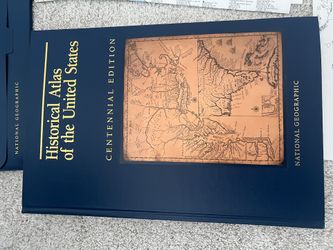 Historical Atlas
of the United States
CENTENNIAL EDITION
NATIONAL GEOGRAPHIC
NATIONAL GEOGRAPHIC